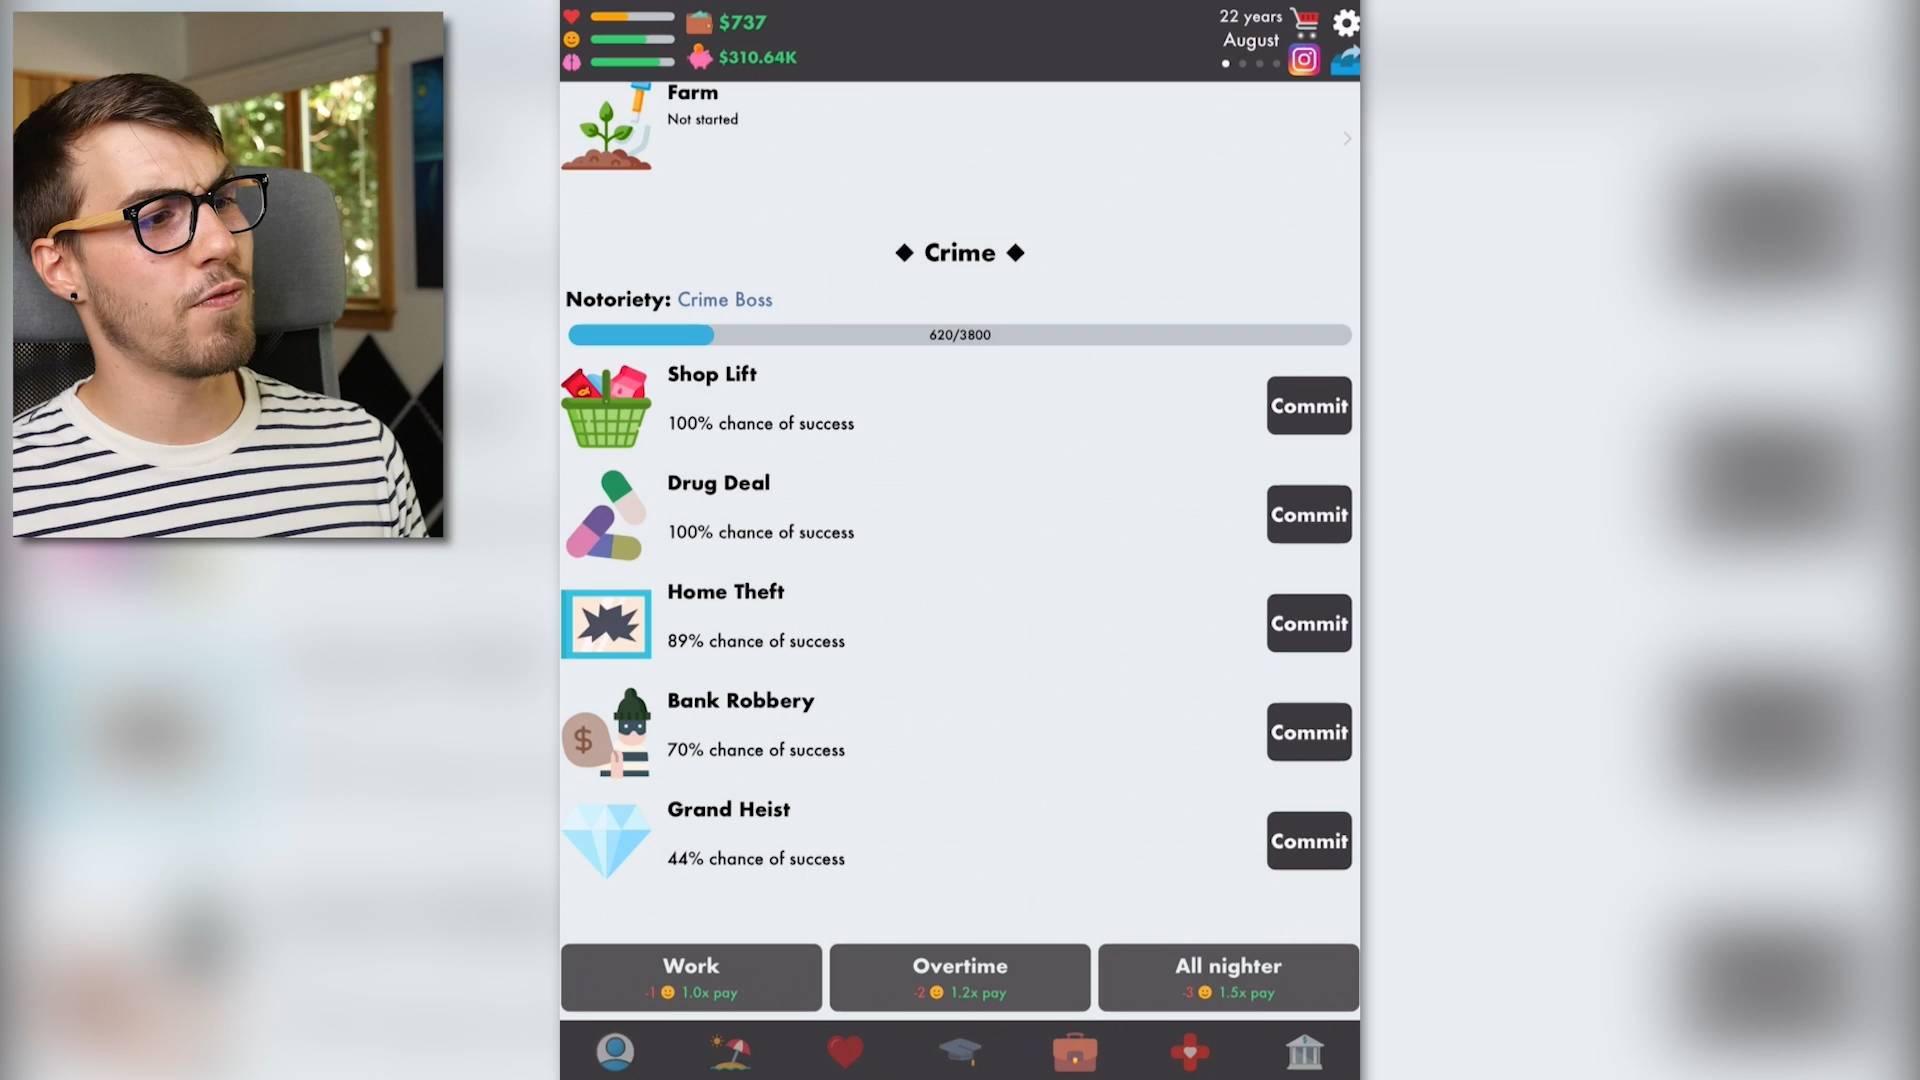 $737
$310.64K
22 years
August
Farm
Not started
◆ Crime ◆
Notoriety: Crime Boss
620/3800
Shop Lift
100% chance of success
Commit
Drug Deal
100% chance of success
Commit
Home Theft
89% chance of success
Commit
Bank Robbery
70% chance of success
Commit
$
Grand Heist
44% chance of success
Commit
Work
-1 1.0x pay
Overtime
-2 1.2x pay
All nighter
-3 1.5x pay